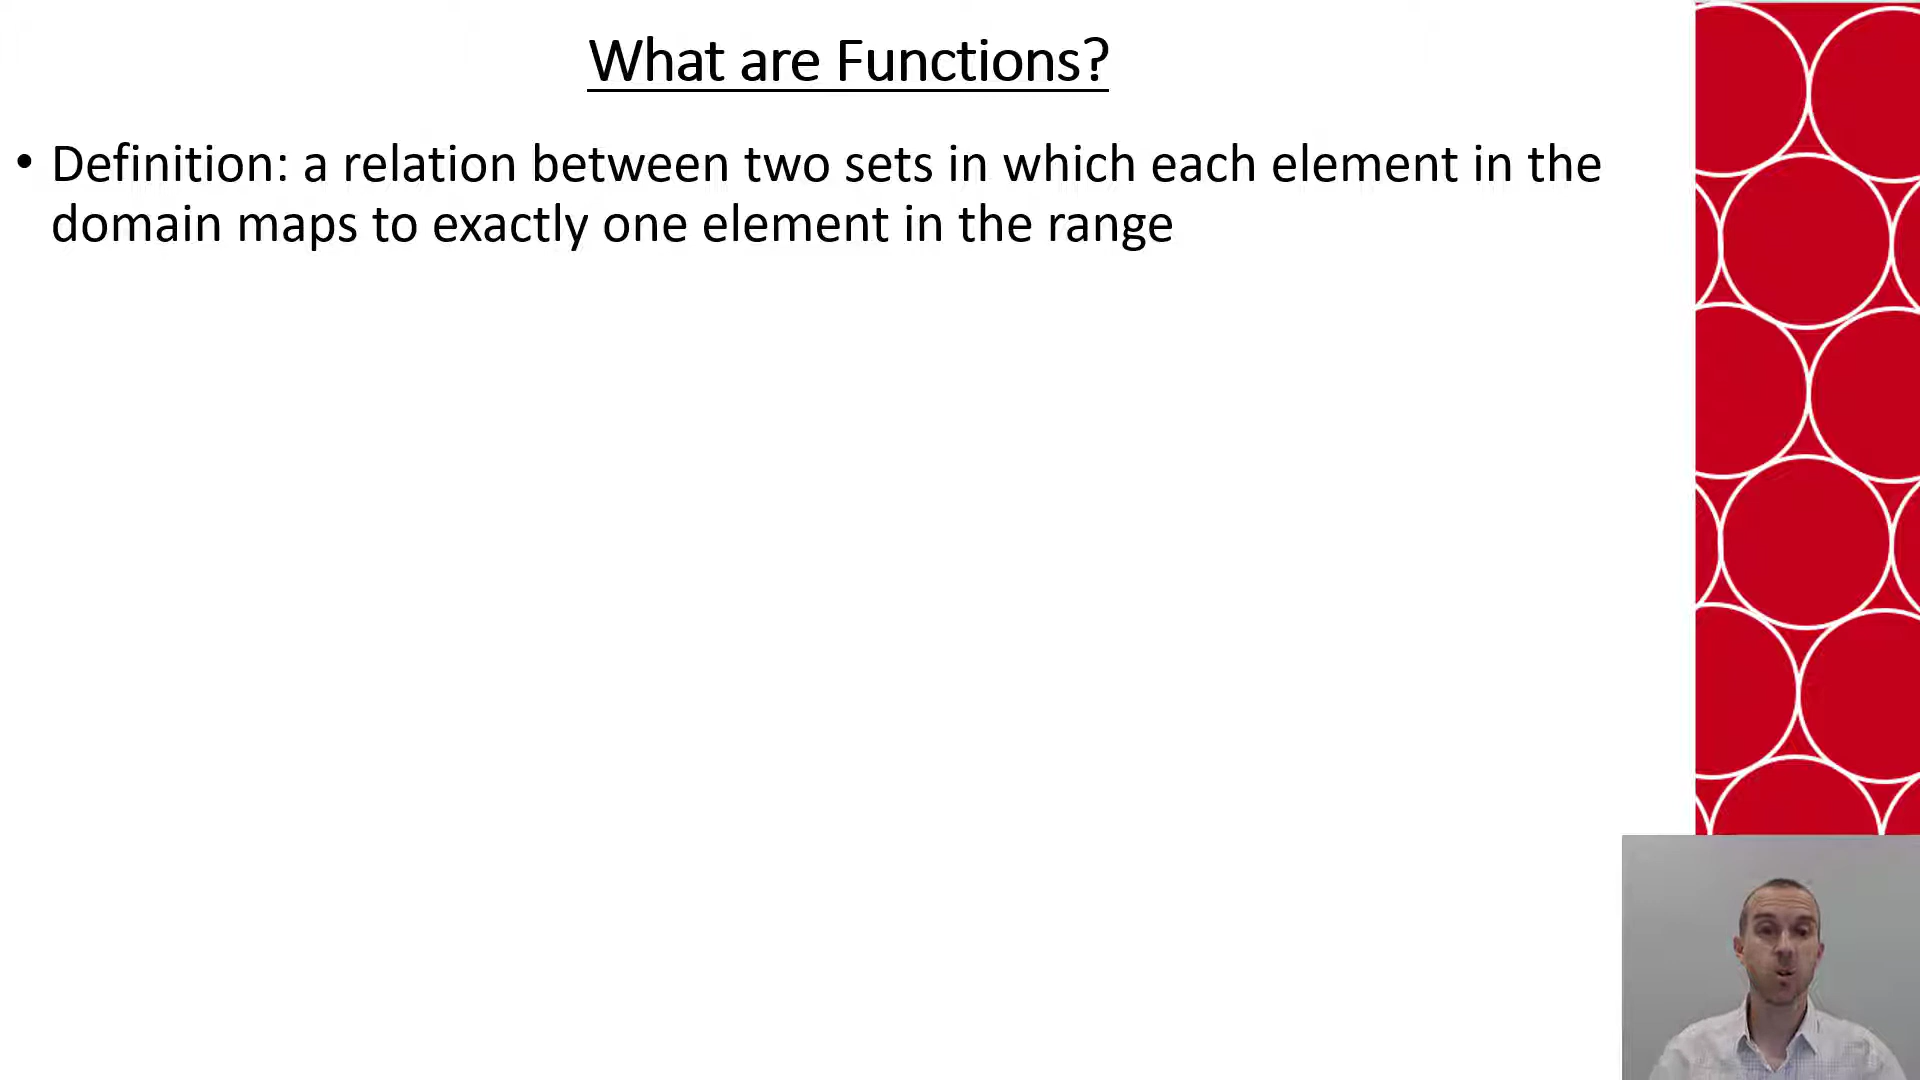 What are Functions?
• Definition: a relation between two sets in which each element in the
domain maps to exactly one element in the range